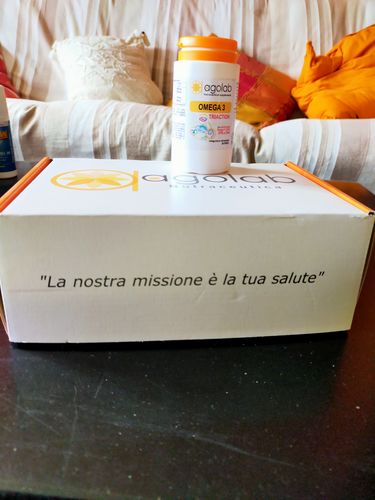 agolab
OMEGA 3
TRIACTION
agolab
nutraceutica
"La nostra missione è la tua salute"